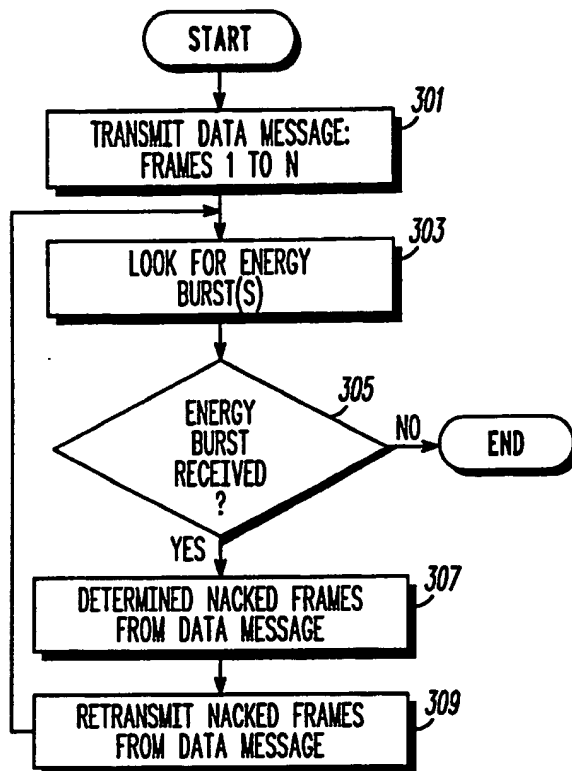 START
301
TRANSMIT DATA MESSAGE:
FRAMES 1 TO N
303
LOOK FOR ENERGY
BURST(S)
305
ENERGY
BURST
RECEIVED
?
NO
END
YES
307
DETERMINED NACKED FRAMES
FROM DATA MESSAGE
309
RETRANSMIT NACKED FRAMES
FROM DATA MESSAGE